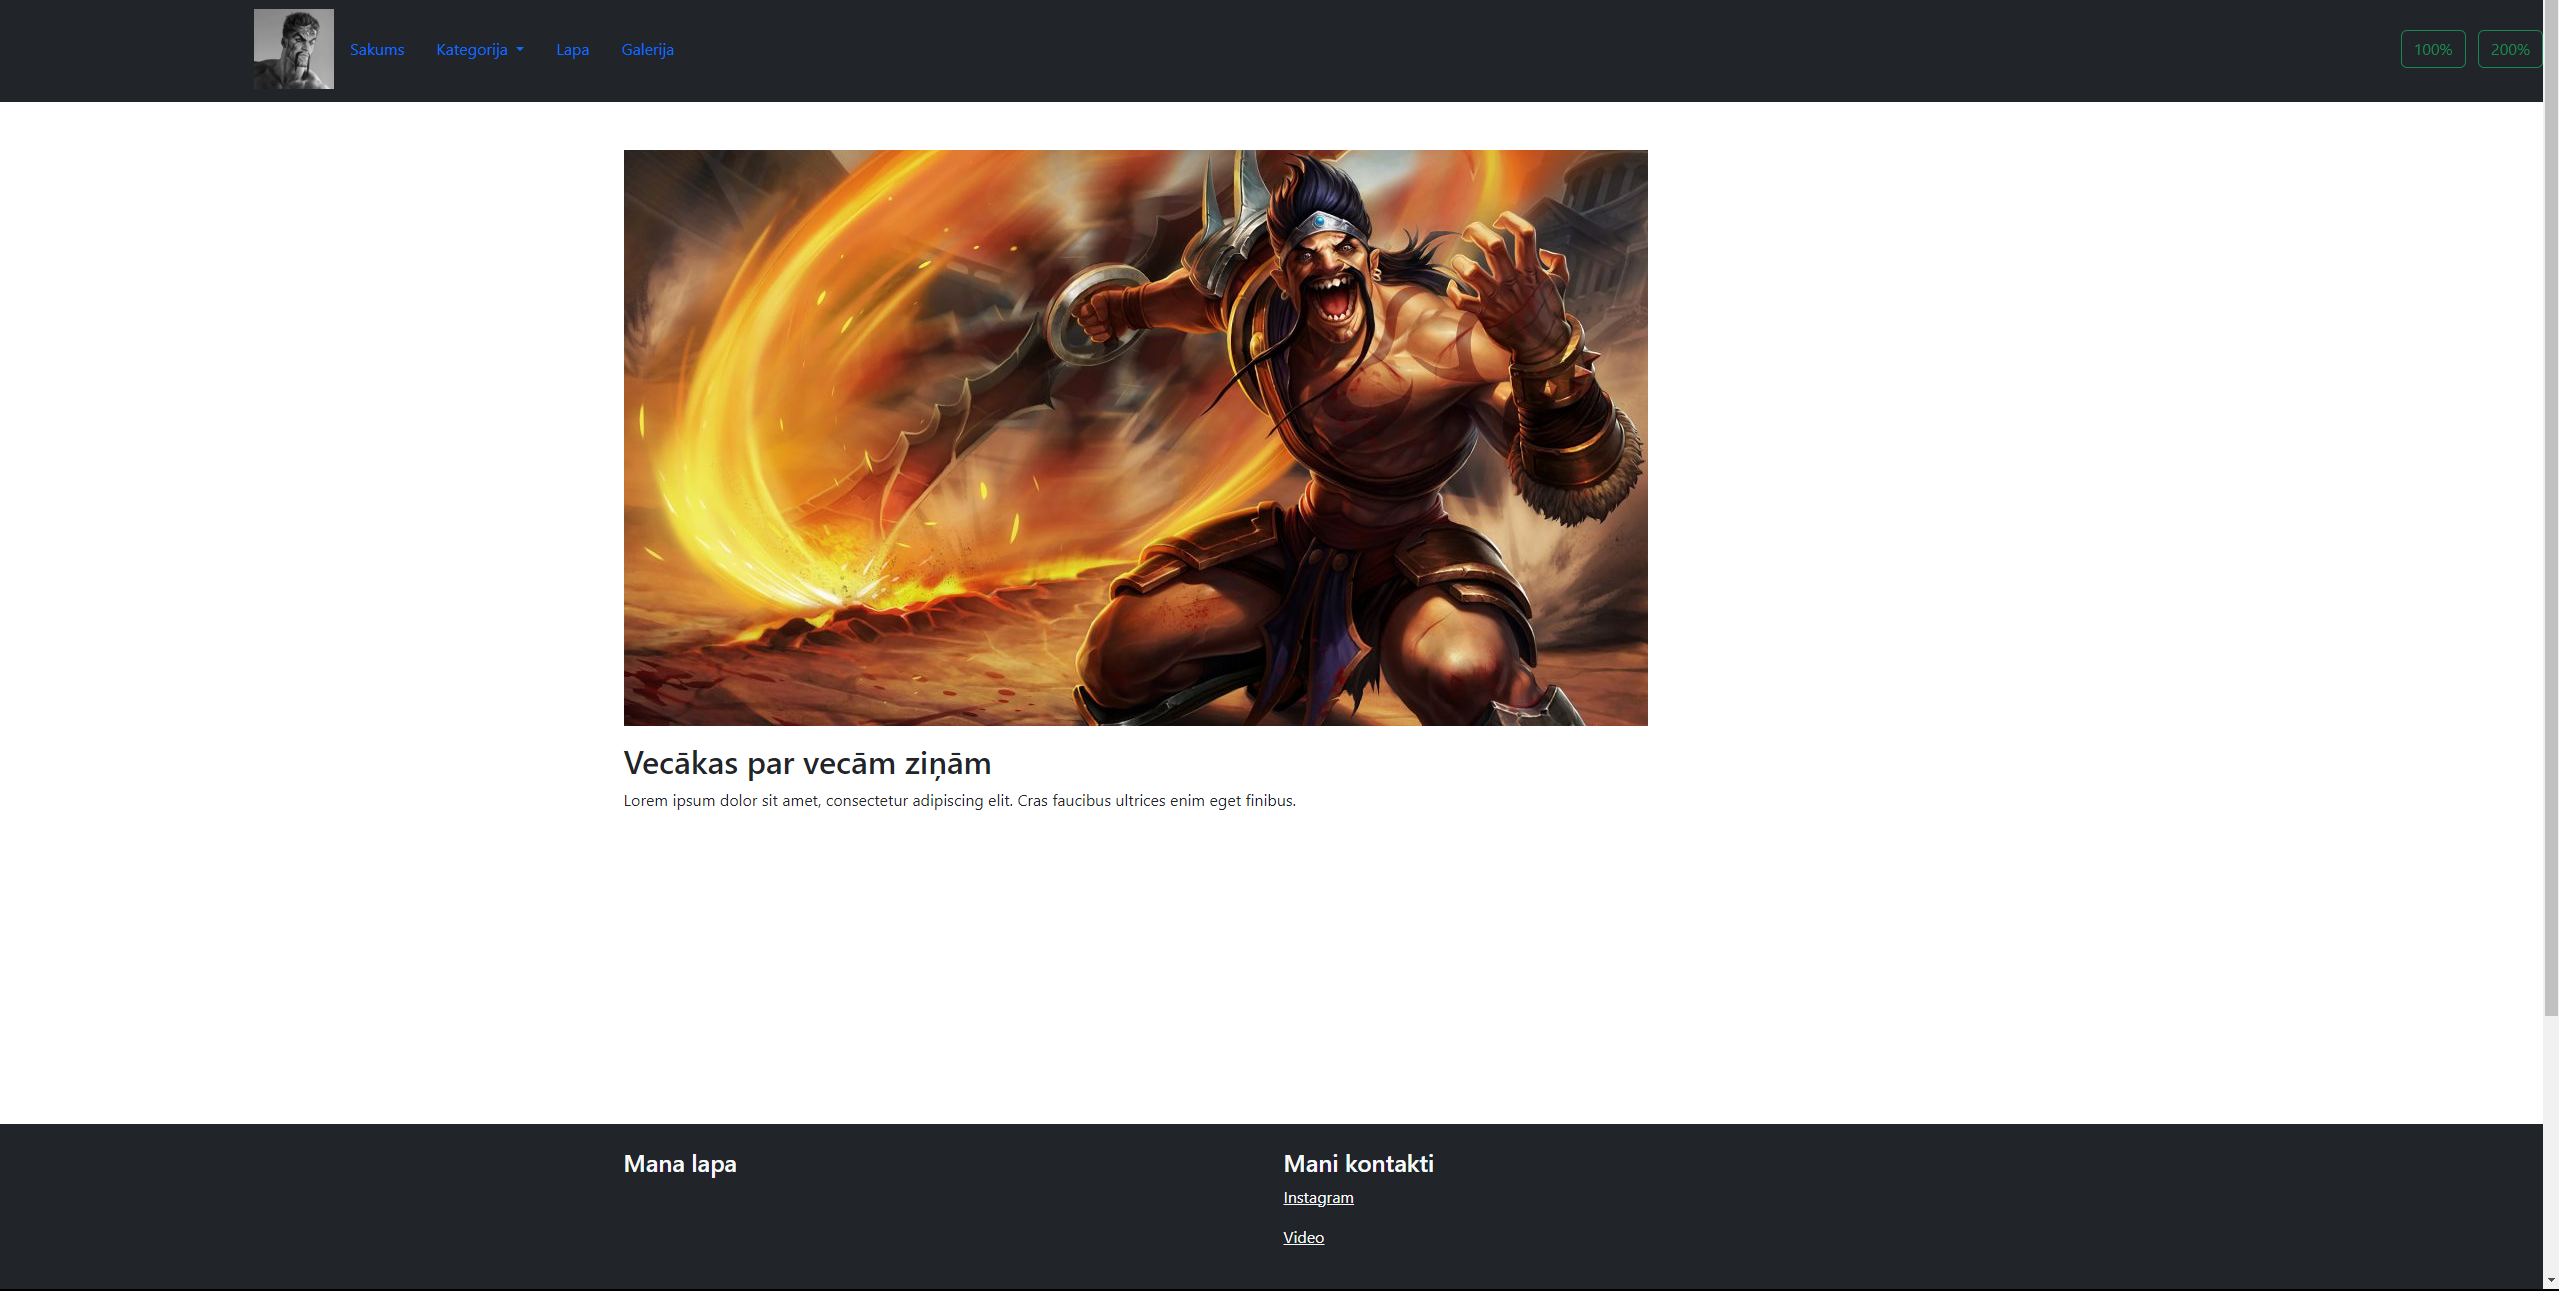 Sakums Kategorija Lapa Galerija 100% 200%
Vecākas par vecām ziņām
Lorem ipsum dolor sit amet, consectetur adipiscing elit. Cras faucibus ultrices enim eget finibus.
Mana lapa
Mani kontakti
Instagram
Video